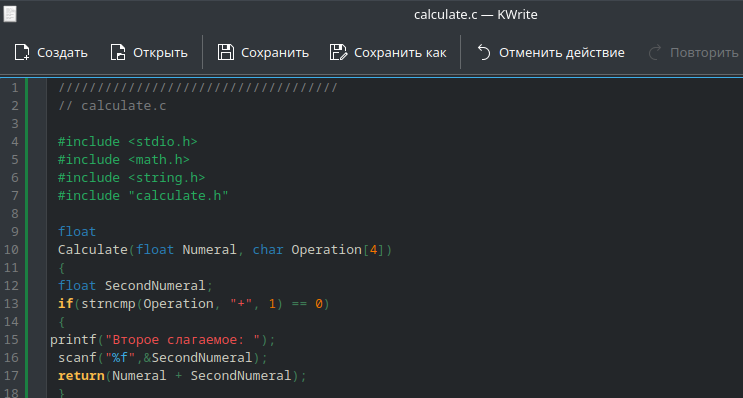 calculate.c — KWrite
Создать Открыть Сохранить Сохранить как Отменить действие Повторить
1 ////////////////////////////////////
2 // calculate.c
3
4 #include <stdio.h>
5 #include <math.h>
6 #include <string.h>
7 #include "calculate.h"
8
9 float
10 Calculate(float Numeral, char Operation[4])
11 {
12 float SecondNumeral;
13 if(strncmp(Operation, "+", 1) == 0)
14 {
15 printf("Второе слагаемое: ");
16 scanf("%f",&SecondNumeral);
17 return(Numeral + SecondNumeral);
18 }